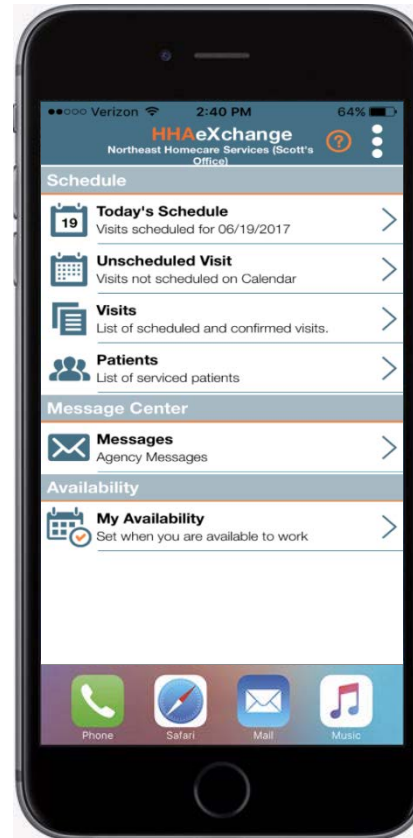 ●●○○○ Verizon 2:40 PM 64%
HHAeXchange
Northeast Homecare Services (Scott's
Office)
?
Schedule
19
Today's Schedule
Visits scheduled for 06/19/2017
Unscheduled Visit
Visits not scheduled on Calendar
Visits
List of scheduled and confirmed visits.
Patients
List of serviced patients
Message Center
Messages
Agency Messages
Availability
My Availability
Set when you are available to work
Phone Safari Mail Music